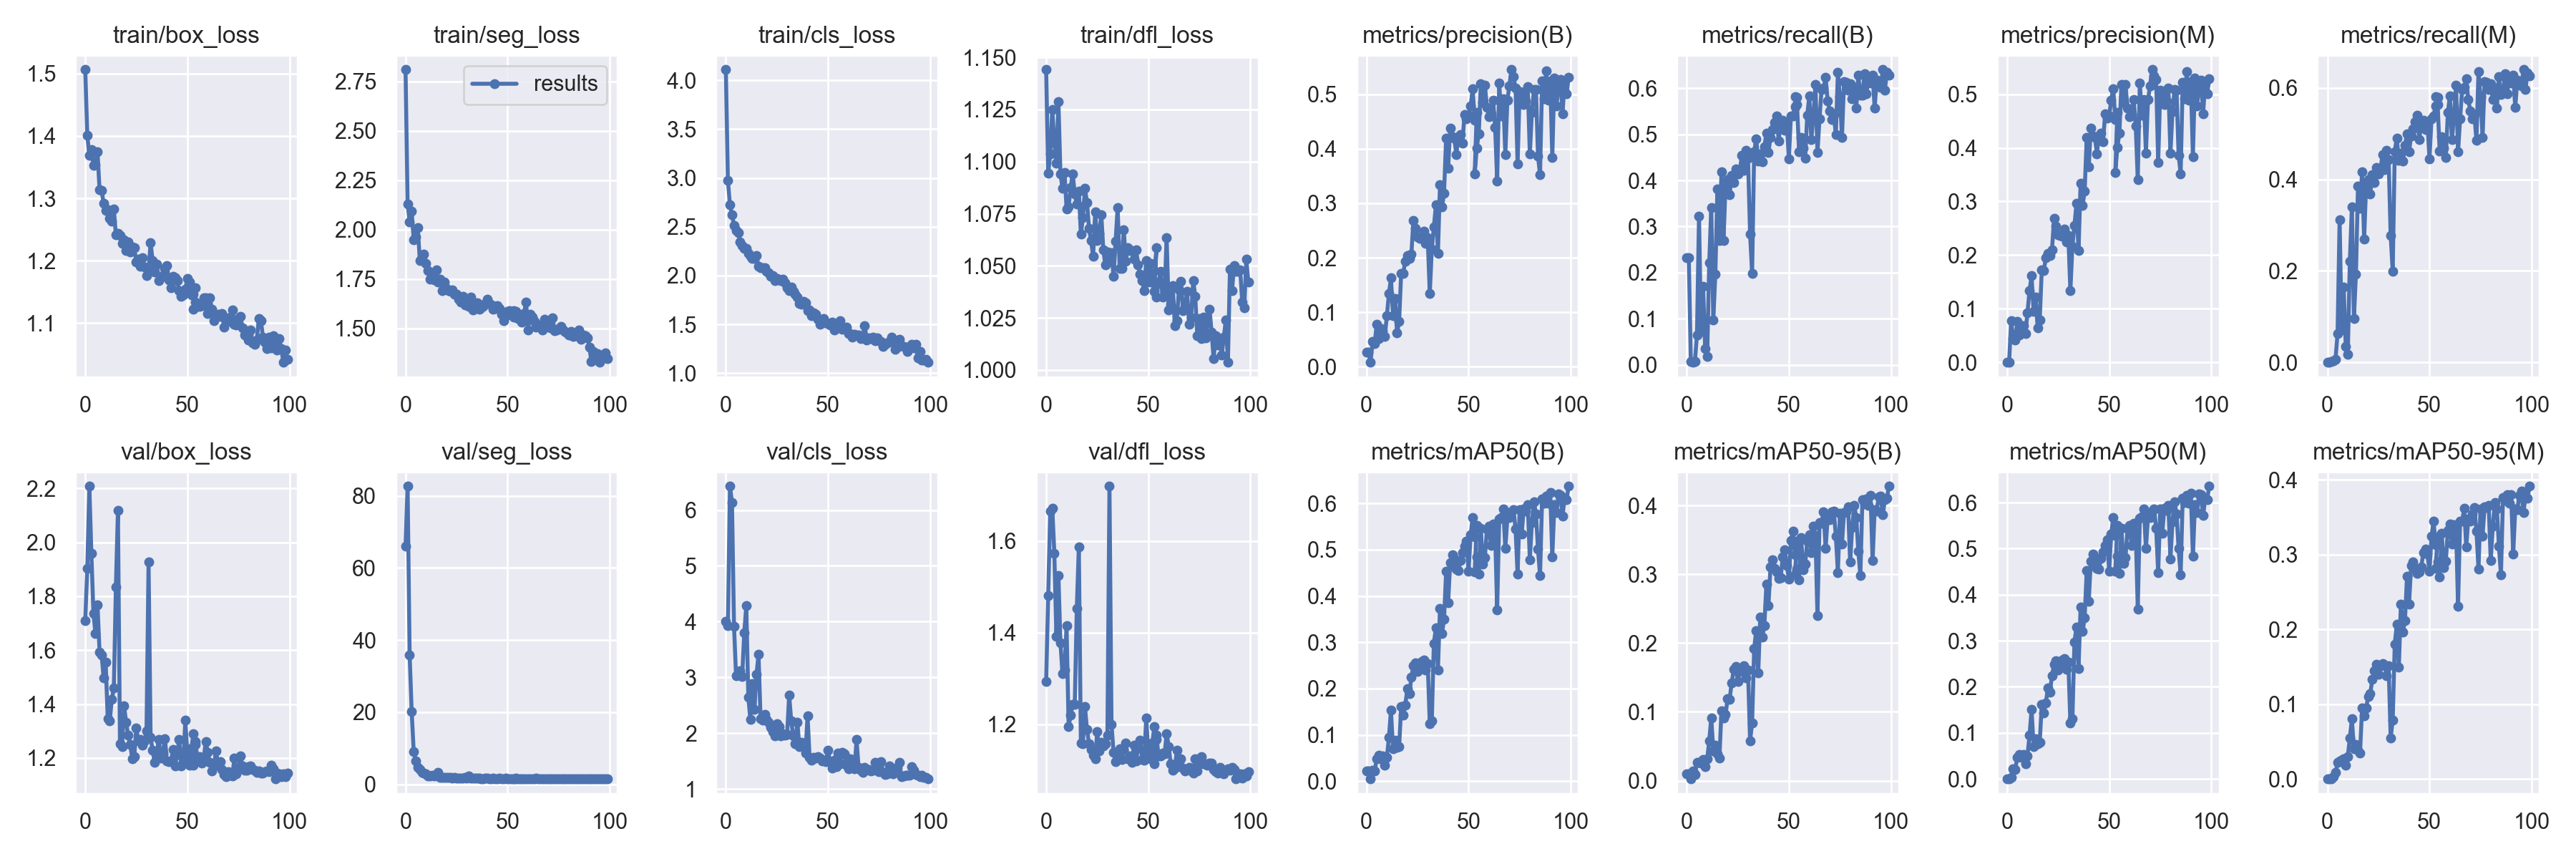 train/box_loss
1.5
1.4
1.3
1.2
1.1
0 50 100
train/seg_loss
results
2.75
2.50
2.25
2.00
1.75
1.50
0 50 100
train/cls_loss
4.0
3.5
3.0
2.5
2.0
1.5
1.0
0 50 100
train/dfl_loss
1.150
1.125
1.100
1.075
1.050
1.025
1.000
0 50 100
metrics/precision(B)
0.5
0.4
0.3
0.2
0.1
0.0
0 50 100
metrics/recall(B)
0.6
0.5
0.4
0.3
0.2
0.1
0.0
0 50 100
metrics/precision(M)
0.5
0.4
0.3
0.2
0.1
0.0
0 50 100
metrics/recall(M)
0.6
0.4
0.2
0.0
0 50 100
val/box_loss
2.2
2.0
1.8
1.6
1.4
1.2
0 50 100
val/seg_loss
80
60
40
20
0
0 50 100
val/cls_loss
6
5
4
3
2
1
0 50 100
val/dfl_loss
1.6
1.4
1.2
0 50 100
metrics/mAP50(B)
0.6
0.5
0.4
0.3
0.2
0.1
0.0
0 50 100
metrics/mAP50-95(B)
0.4
0.3
0.2
0.1
0.0
0 50 100
metrics/mAP50(M)
0.6
0.5
0.4
0.3
0.2
0.1
0.0
0 50 100
metrics/mAP50-95(M)
0.4
0.3
0.2
0.1
0.0
0 50 100